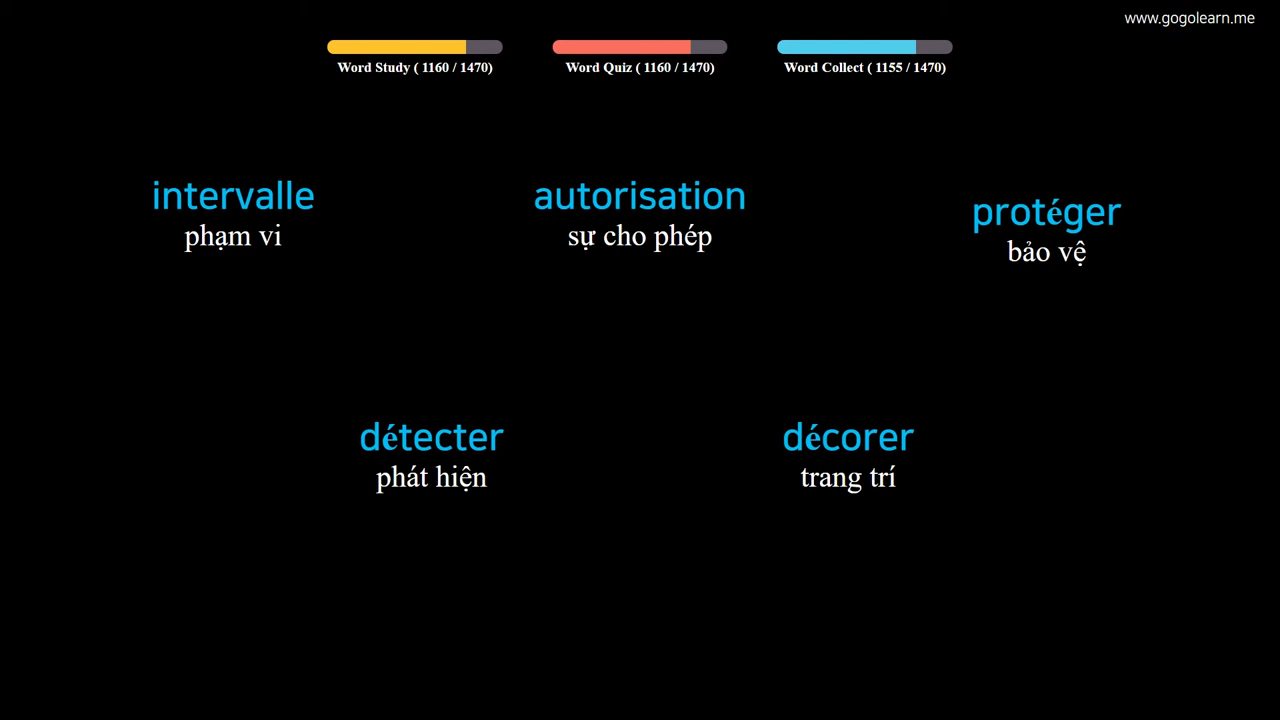 www.gogolearn.me
Word Study ( 1160 / 1470)
Word Quiz ( 1160 / 1470)
Word Collect ( 1155 / 1470)
intervalle
phạm vi
autorisation
sự cho phép
protéger
bảo vệ
détecter
phát hiện
décorer
trang trí